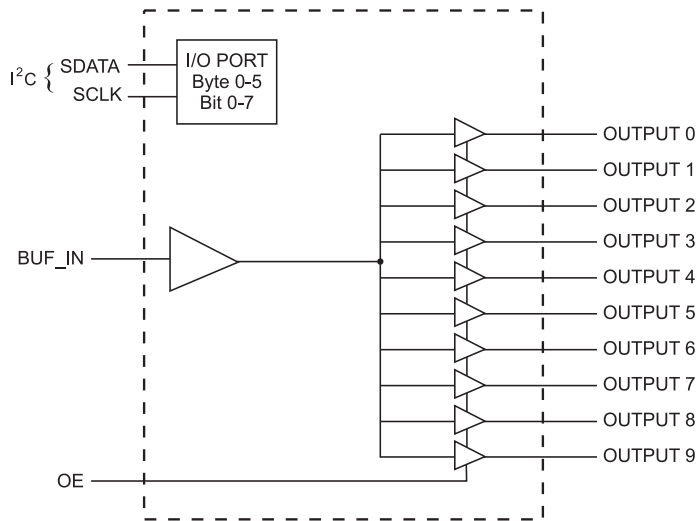 I²C { SDATA
SCLK
I/O PORT
Byte 0-5
Bit 0-7
BUF_IN
OE
OUTPUT 0
OUTPUT 1
OUTPUT 2
OUTPUT 3
OUTPUT 4
OUTPUT 5
OUTPUT 6
OUTPUT 7
OUTPUT 8
OUTPUT 9